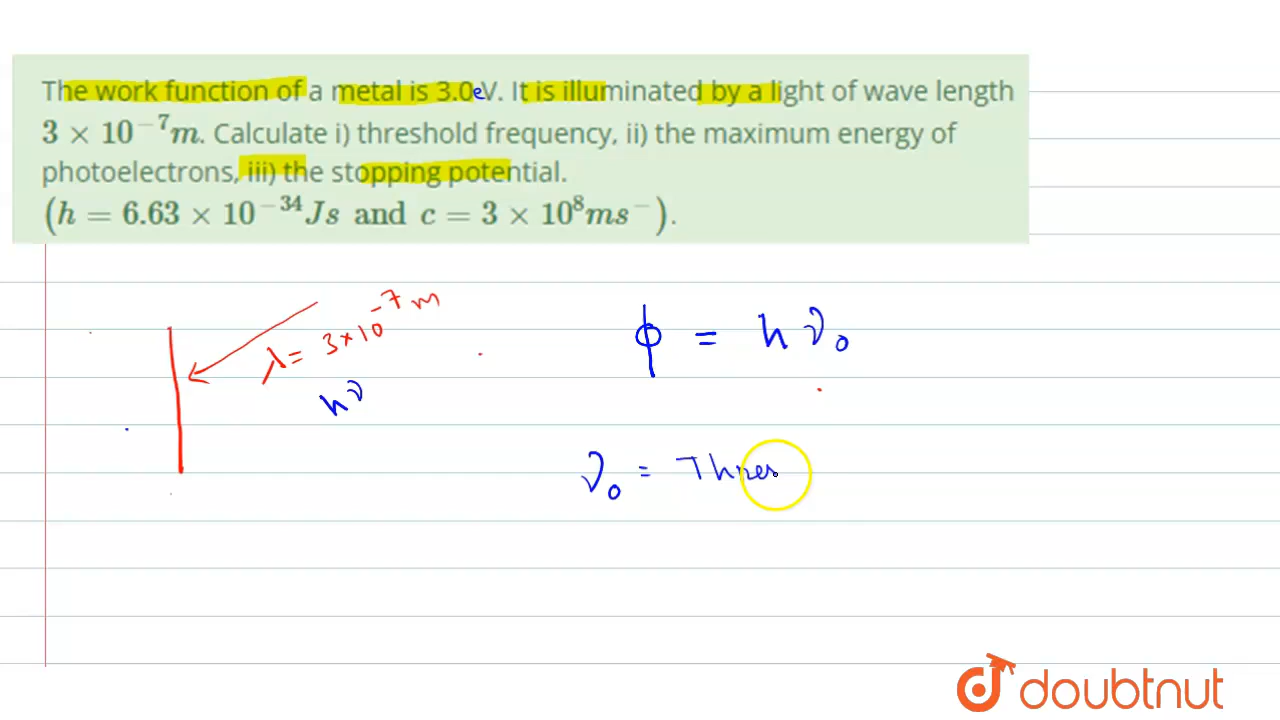 The work function of a metal is 3.0eV. It is illuminated by a light of wave length
3 × 10⁻⁷m. Calculate i) threshold frequency, ii) the maximum energy of
photoelectrons, iii) the stopping potential.
(h = 6.63 × 10⁻³⁴Js and c = 3 × 10⁸ms⁻).
λ = 3×10⁻⁷ m
hν
ϕ = hν₀
ν₀ = Thres
doubtnut